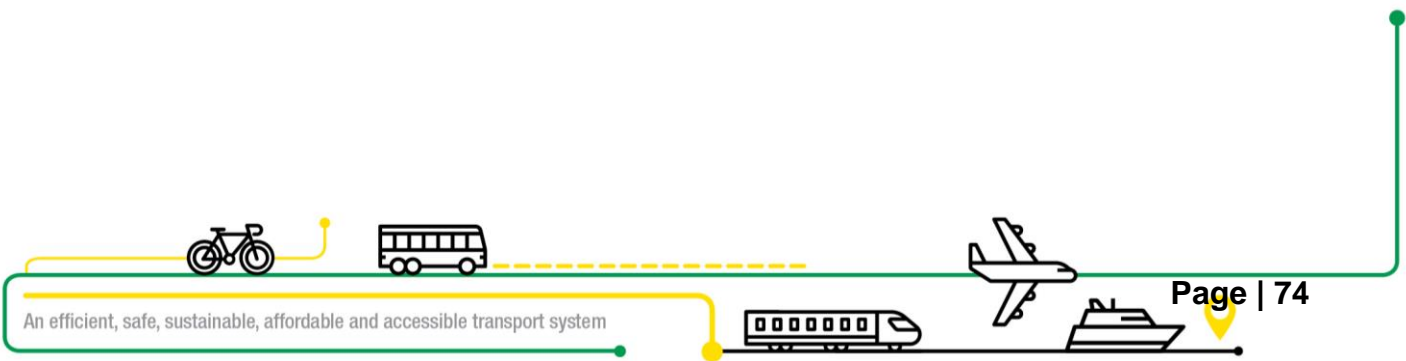 Page | 74
An efficient, safe, sustainable, affordable and accessible transport system